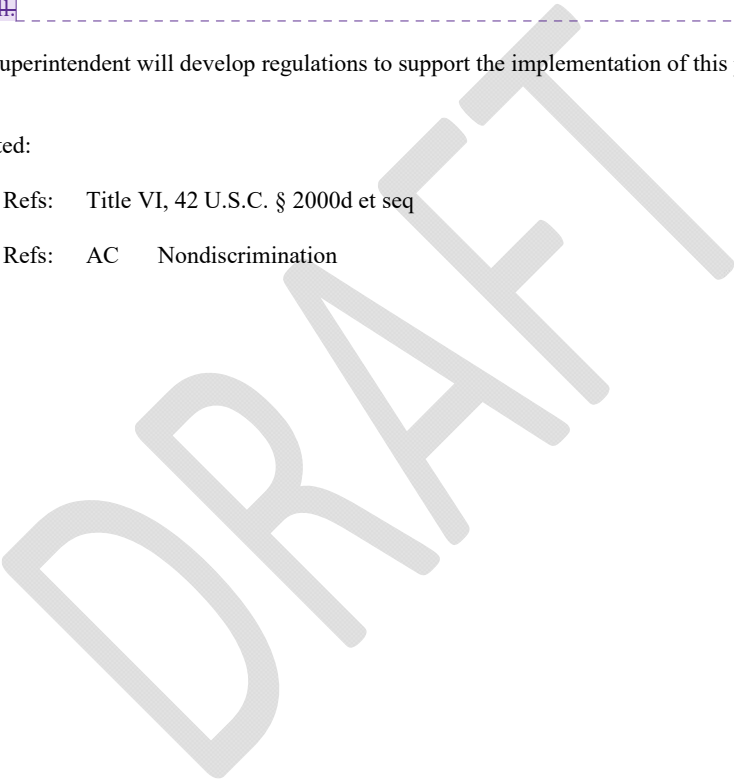 uperintendent will develop regulations to support the implementation of this
ted:
Refs: Title VI, 42 U.S.C. § 2000d et seq
Refs: AC Nondiscrimination
DRAFT